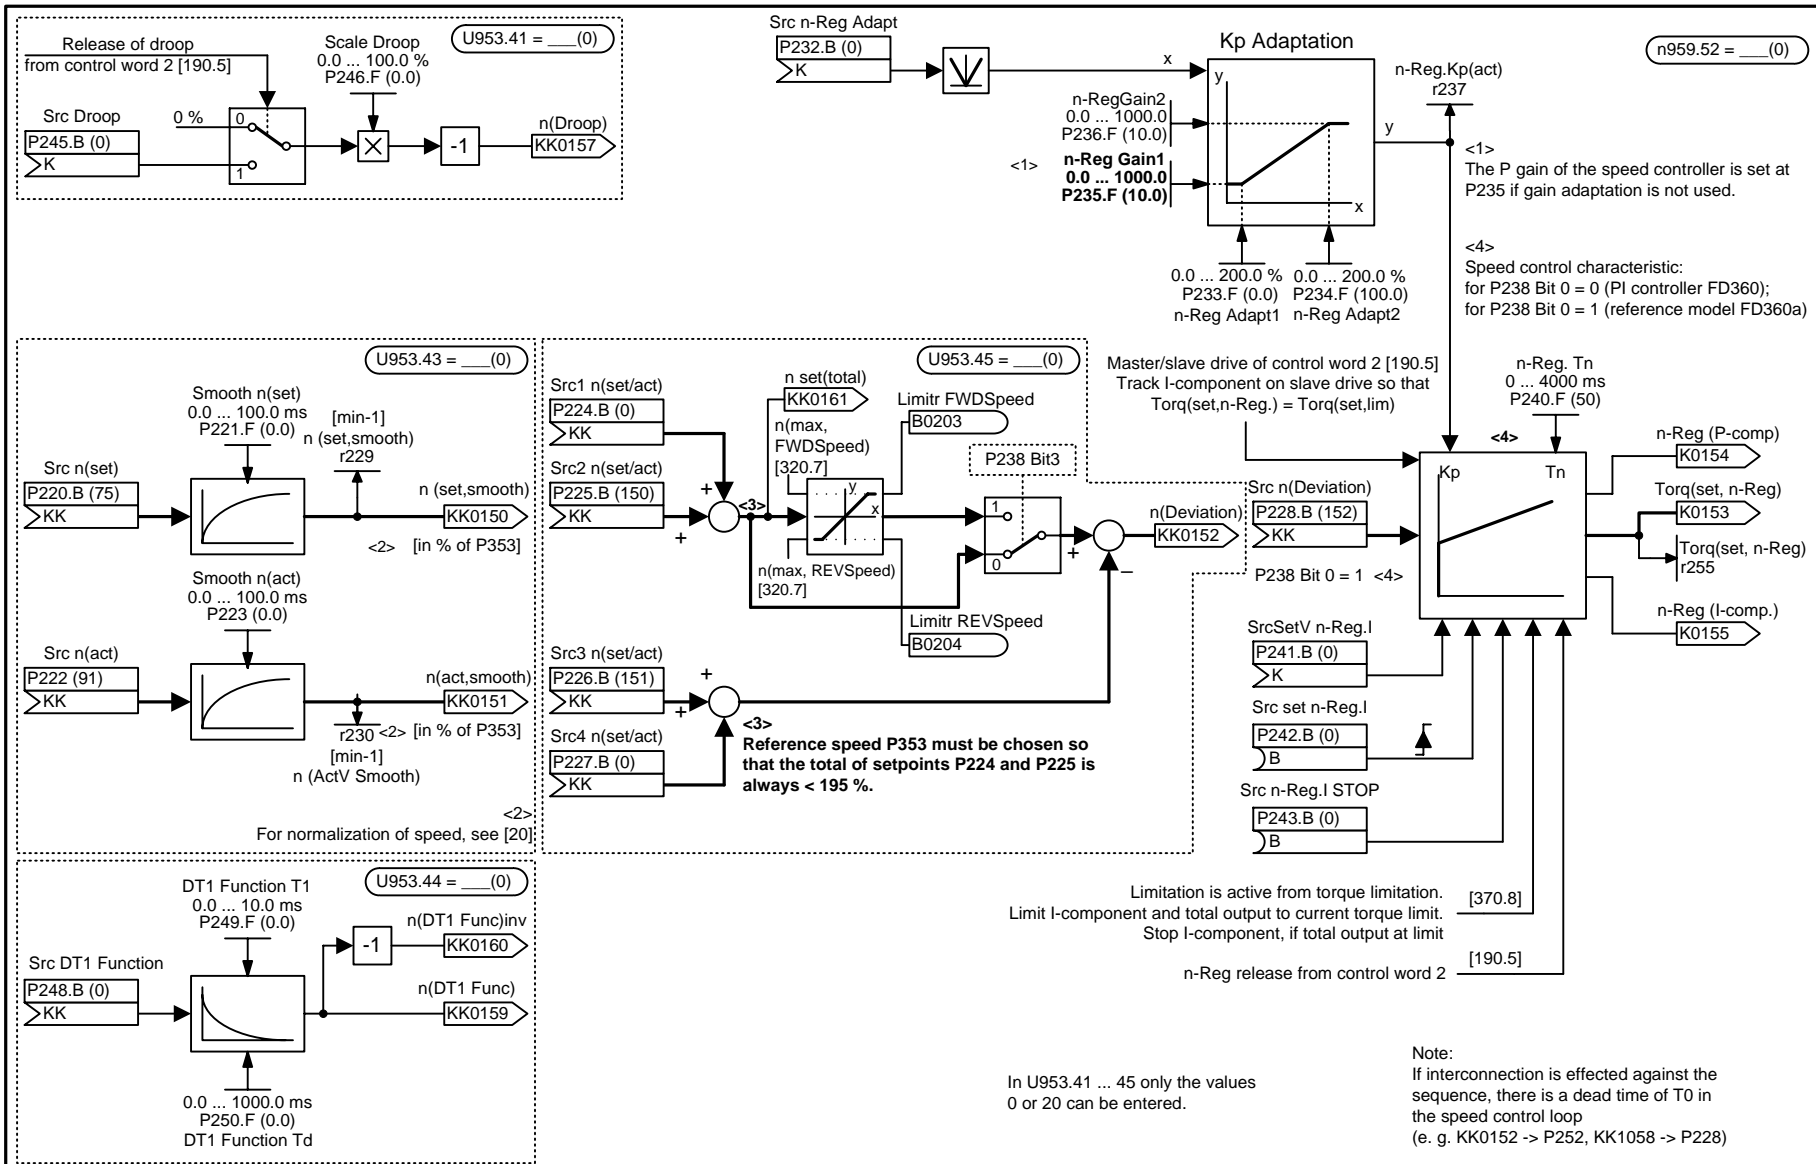 U953.41 = ___(0)
Release of droop
from control word 2 [190.5]
Scale Droop
0.0 ... 100.0 %
P246.F (0.0)
Src Droop
P245.B (0)
K
0 %
0
1
-1
n(Droop)
KK0157
Src n-Reg Adapt
P232.B (0)
K
x
Kp Adaptation
y
x
n-RegGain2
0.0 ... 1000.0
P236.F (10.0)
<1>
n-Reg Gain1
0.0 ... 1000.0
P235.F (10.0)
0.0 ... 200.0 %
P233.F (0.0)
n-Reg Adapt1
0.0 ... 200.0 %
P234.F (100.0)
n-Reg Adapt2
y
n-Reg.Kp(act)
r237
n959.52 = ___(0)
<1>
The P gain of the speed controller is set at
P235 if gain adaptation is not used.
<4>
Speed control characteristic:
for P238 Bit 0 = 0 (PI controller FD360);
for P238 Bit 0 = 1 (reference model FD360a)
U953.43 = ___(0)
Smooth n(set)
0.0 ... 100.0 ms
P221.F (0.0)
[min-1]
n (set,smooth)
r229
Src n(set)
P220.B (75)
KK
n (set,smooth)
KK0150
<2> [in % of P353]
Smooth n(act)
0.0 ... 100.0 ms
P223 (0.0)
Src n(act)
P222 (91)
KK
n(act,smooth)
KK0151
r230 <2> [in % of P353]
[min-1]
n (ActV Smooth)
<2>
For normalization of speed, see [20]
U953.45 = ___(0)
Src1 n(set/act)
P224.B (0)
KK
Src2 n(set/act)
P225.B (150)
KK
+
+
<3>
n set(total)
KK0161
n(max,
FWDSpeed)
[320.7]
y
x
n(max, REVSpeed)
[320.7]
Limitr FWDSpeed
B0203
P238 Bit3
1
0
+
–
n(Deviation)
KK0152
Limitr REVSpeed
B0204
Src3 n(set/act)
P226.B (151)
KK
Src4 n(set/act)
P227.B (0)
KK
+
+
<3>
Reference speed P353 must be chosen so
that the total of setpoints P224 and P225 is
always < 195 %.
Master/slave drive of control word 2 [190.5]
Track I-component on slave drive so that
Torq(set,n-Reg.) = Torq(set,lim)
n-Reg. Tn
0 ... 4000 ms
P240.F (50)
<4>
Kp
Tn
Src n(Deviation)
P228.B (152)
KK
P238 Bit 0 = 1 <4>
n-Reg (P-comp)
K0154
Torq(set, n-Reg)
K0153
Torq(set, n-Reg)
r255
n-Reg (I-comp.)
K0155
SrcSetV n-Reg.I
P241.B (0)
K
Src set n-Reg.I
P242.B (0)
B
Src n-Reg.I STOP
P243.B (0)
B
Limitation is active from torque limitation.
Limit I-component and total output to current torque limit.
Stop I-component, if total output at limit
[370.8]
n-Reg release from control word 2
[190.5]
U953.44 = ___(0)
DT1 Function T1
0.0 ... 10.0 ms
P249.F (0.0)
Src DT1 Function
P248.B (0)
KK
-1
n(DT1 Func)inv
KK0160
n(DT1 Func)
KK0159
0.0 ... 1000.0 ms
P250.F (0.0)
DT1 Function Td
In U953.41 ... 45 only the values
0 or 20 can be entered.
Note:
If interconnection is effected against the
sequence, there is a dead time of T0 in
the speed control loop
(e. g. KK0152 -> P252, KK1058 -> P228)